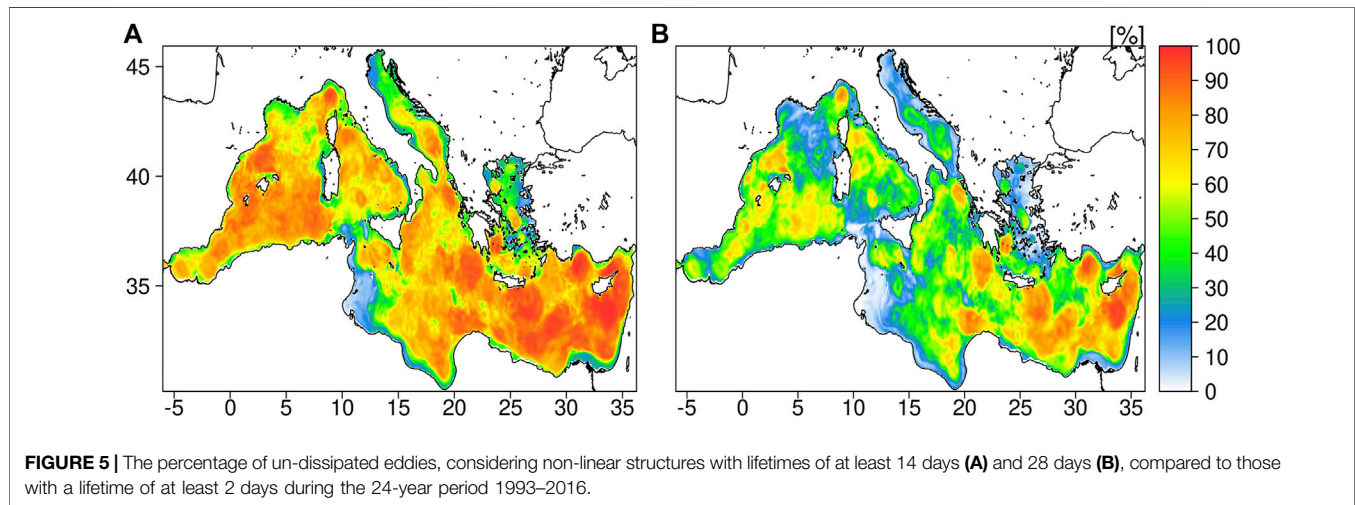 A
B
[%]
45
40
35
-5 0 5 10 15 20 25 30 35
-5 0 5 10 15 20 25 30 35
100
90
80
70
60
50
40
30
20
10
0
FIGURE 5 | The percentage of un-dissipated eddies, considering non-linear structures with lifetimes of at least 14 days (A) and 28 days (B), compared to those
with a lifetime of at least 2 days during the 24-year period 1993–2016.